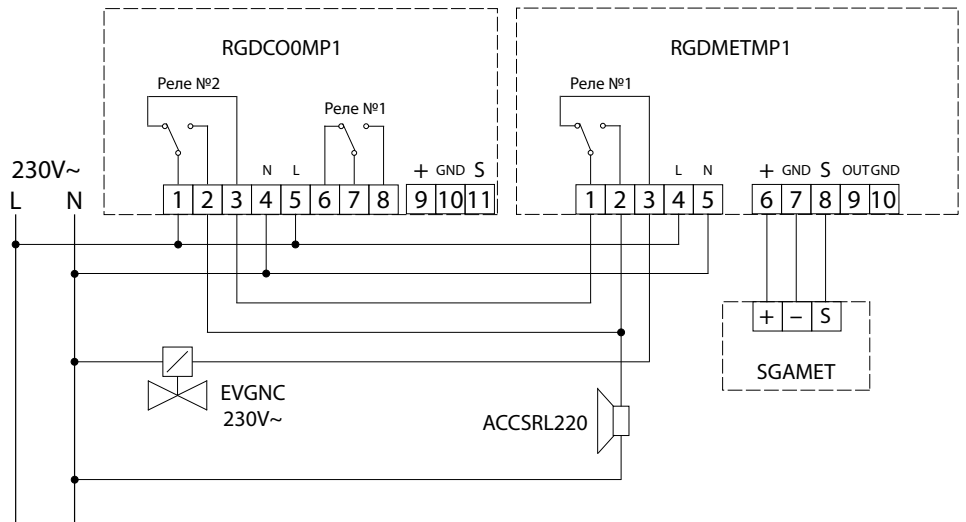 RGDCO0MP1
RGDMETMP1
Реле №2
Реле №1
Реле №1
230V~
L
N
N L
+ GND S
1 2 3 4 5 6 7 8
9 10 11
L N
+ GND S OUT GND
1 2 3 4 5
6 7 8 9 10
+ – S
SGAMET
EVGNC
230V~
ACCSRL220